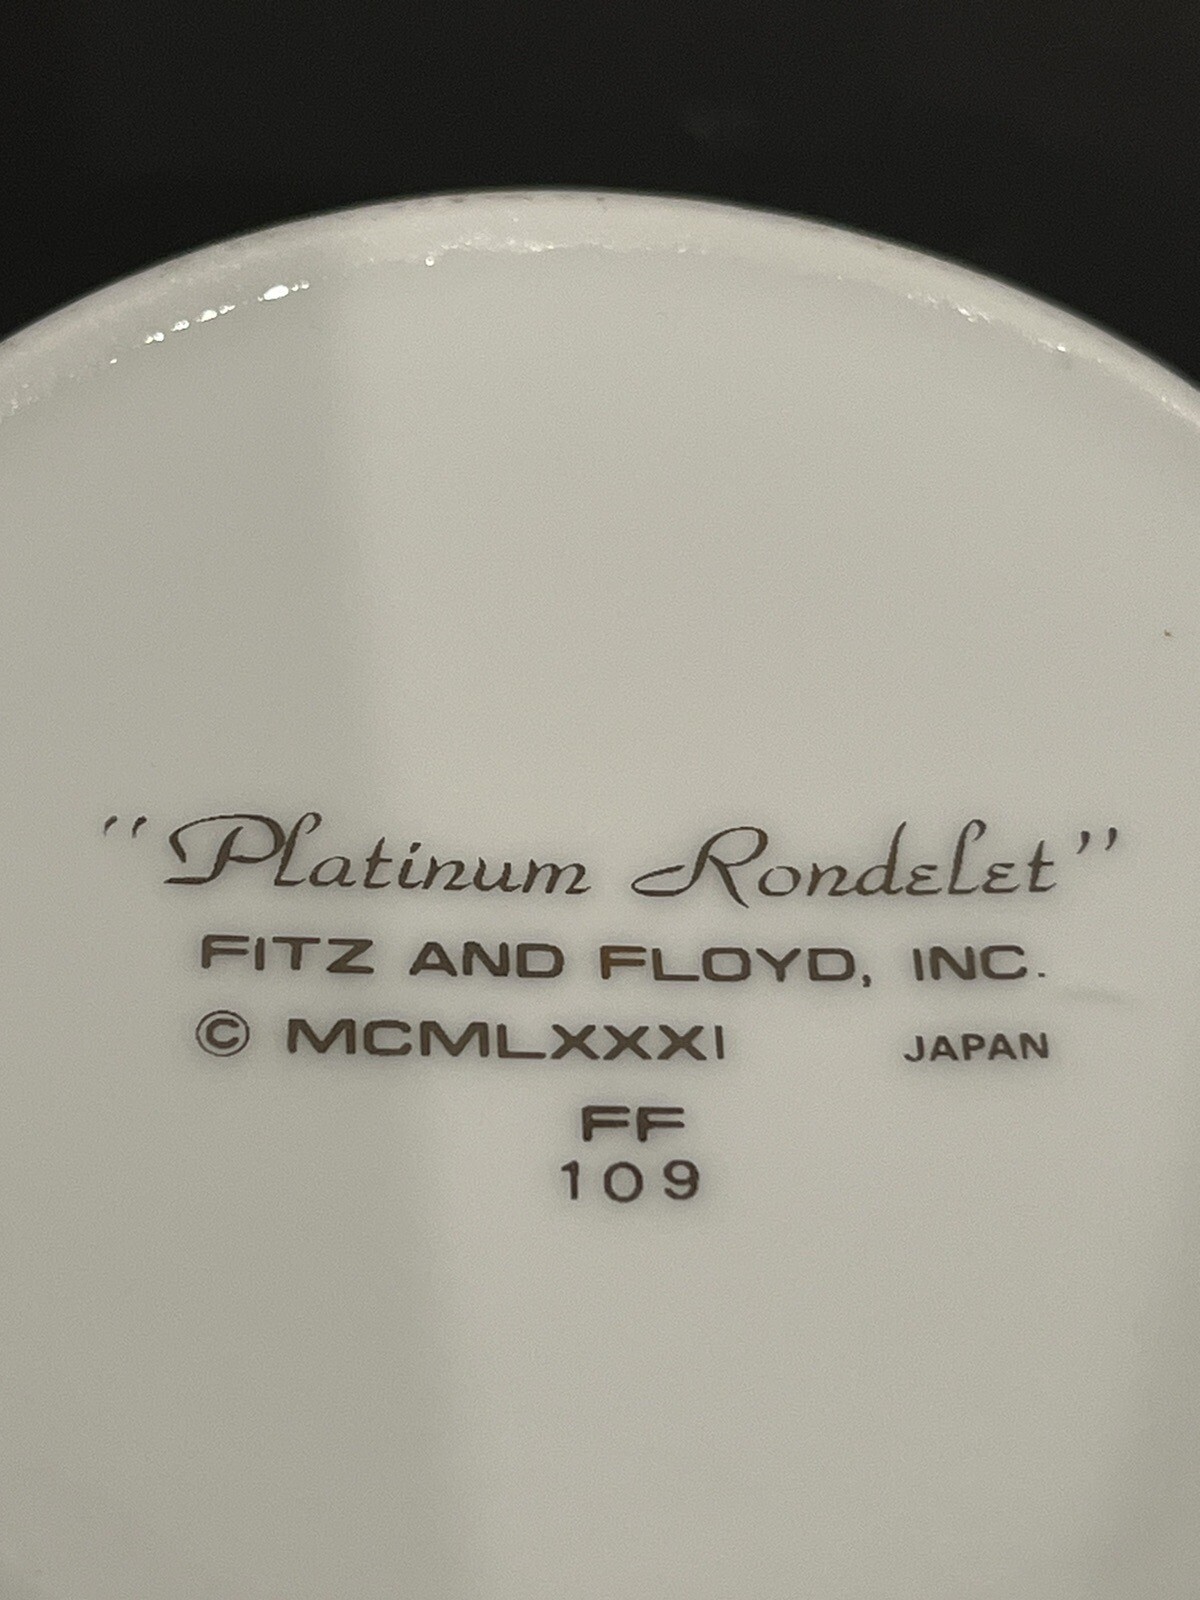 "Platinum Rondelet"
FITZ AND FLOYD, INC.
© MCMLXXXI JAPAN
FF
109